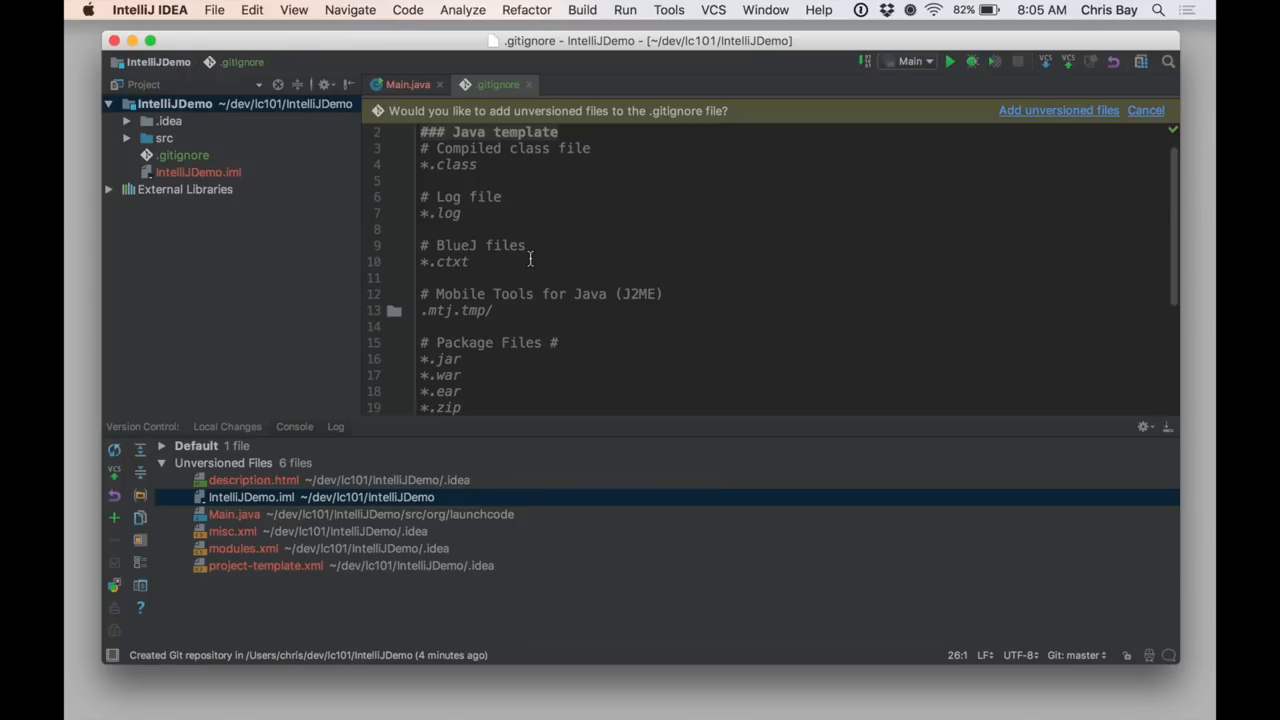 IntelliJ IDEA File Edit View Navigate Code Analyze Refactor Build Run Tools VCS Window Help 82% 8:05 AM Chris Bay
.gitignore - IntelliJDemo - [~/dev/lc101/IntelliJDemo]
IntelliJDemo .gitignore Main
Project Main.java .gitignore
IntelliJDemo ~/dev/lc101/IntelliJDemo
.idea
src
.gitignore
IntelliJDemo.iml
External Libraries
Would you like to add unversioned files to the .gitignore file? Add unversioned files Cancel
2 ### Java template
3 # Compiled class file
4 *.class
5
6 # Log file
7 *.log
8
9 # BlueJ files
10 *.ctxt
11
12 # Mobile Tools for Java (J2ME)
13 .mtj.tmp/
14
15 # Package Files #
16 *.jar
17 *.war
18 *.ear
19 *.zip
Version Control: Local Changes Console Log
Default 1 file
Unversioned Files 6 files
description.html ~/dev/lc101/IntelliJDemo/.idea
IntelliJDemo.iml ~/dev/lc101/IntelliJDemo
Main.java ~/dev/lc101/IntelliJDemo/src/org/launchcode
misc.xml ~/dev/lc101/IntelliJDemo/.idea
modules.xml ~/dev/lc101/IntelliJDemo/.idea
project-template.xml ~/dev/lc101/IntelliJDemo/.idea
Created Git repository in /Users/chris/dev/lc101/IntelliJDemo (4 minutes ago) 26:1 LF UTF-8 Git: master